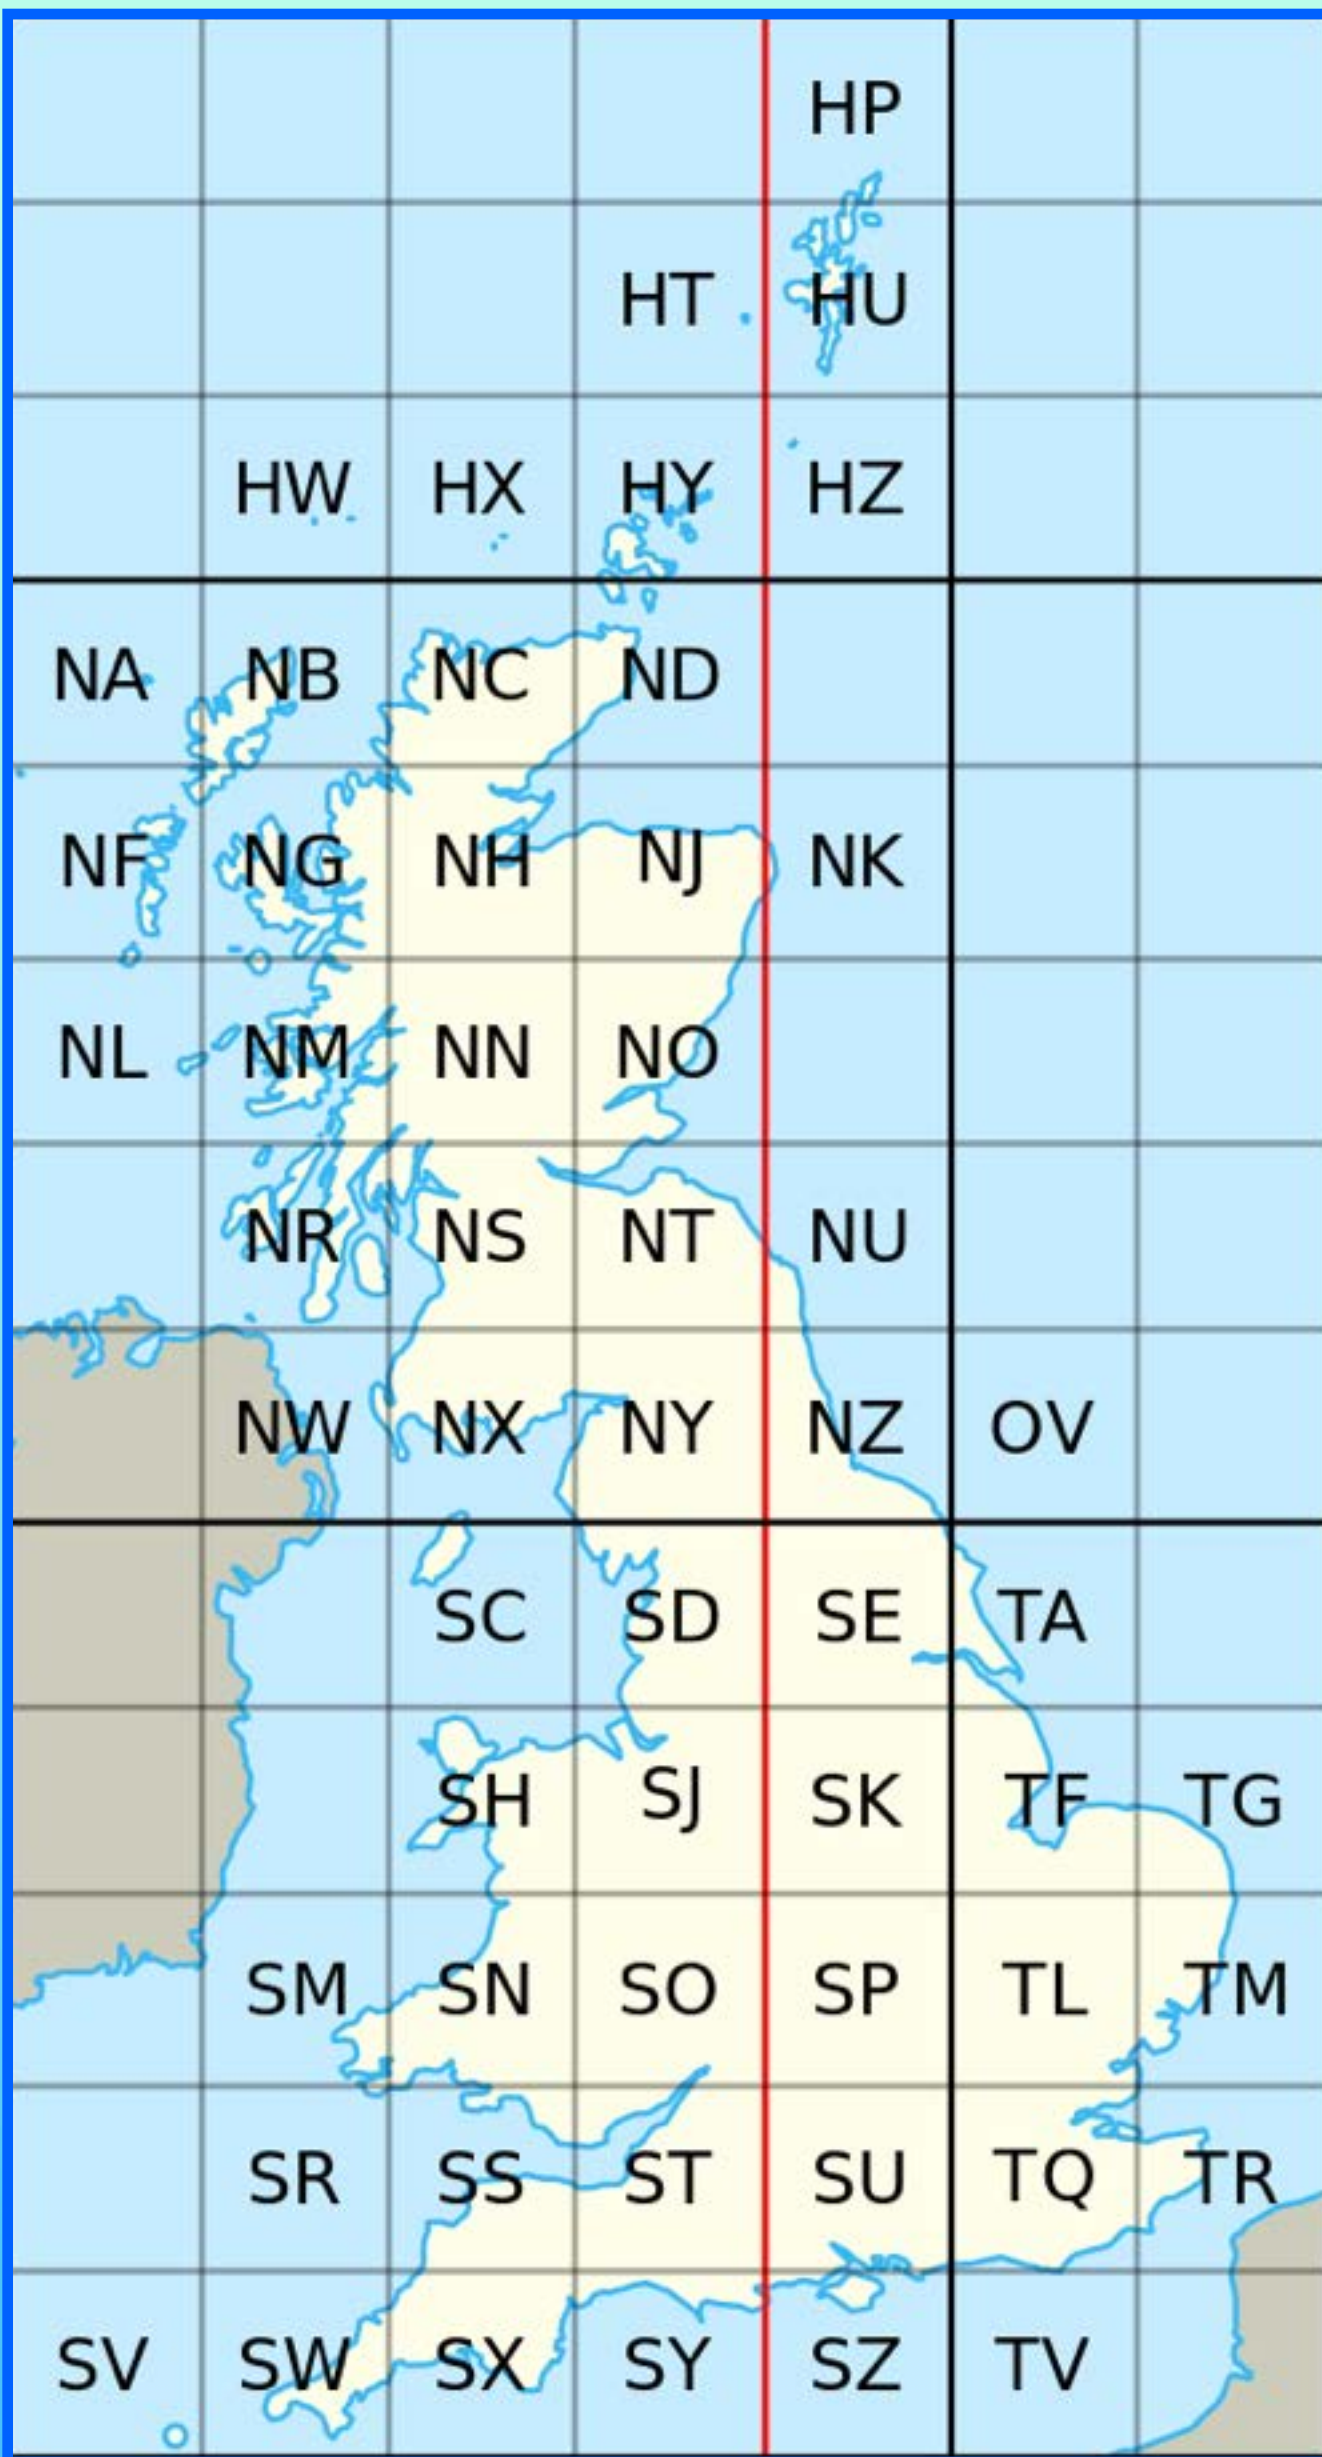 HP
HT HU
HW HX HY HZ
NA NB NC ND
NF NG NH NJ NK
NL NM NN NO
NR NS NT NU
NW NX NY NZ OV
SC SD SE TA
SH SJ SK TF TG
SM SN SO SP TL TM
SR SS ST SU TQ TR
SV SW SX SY SZ TV